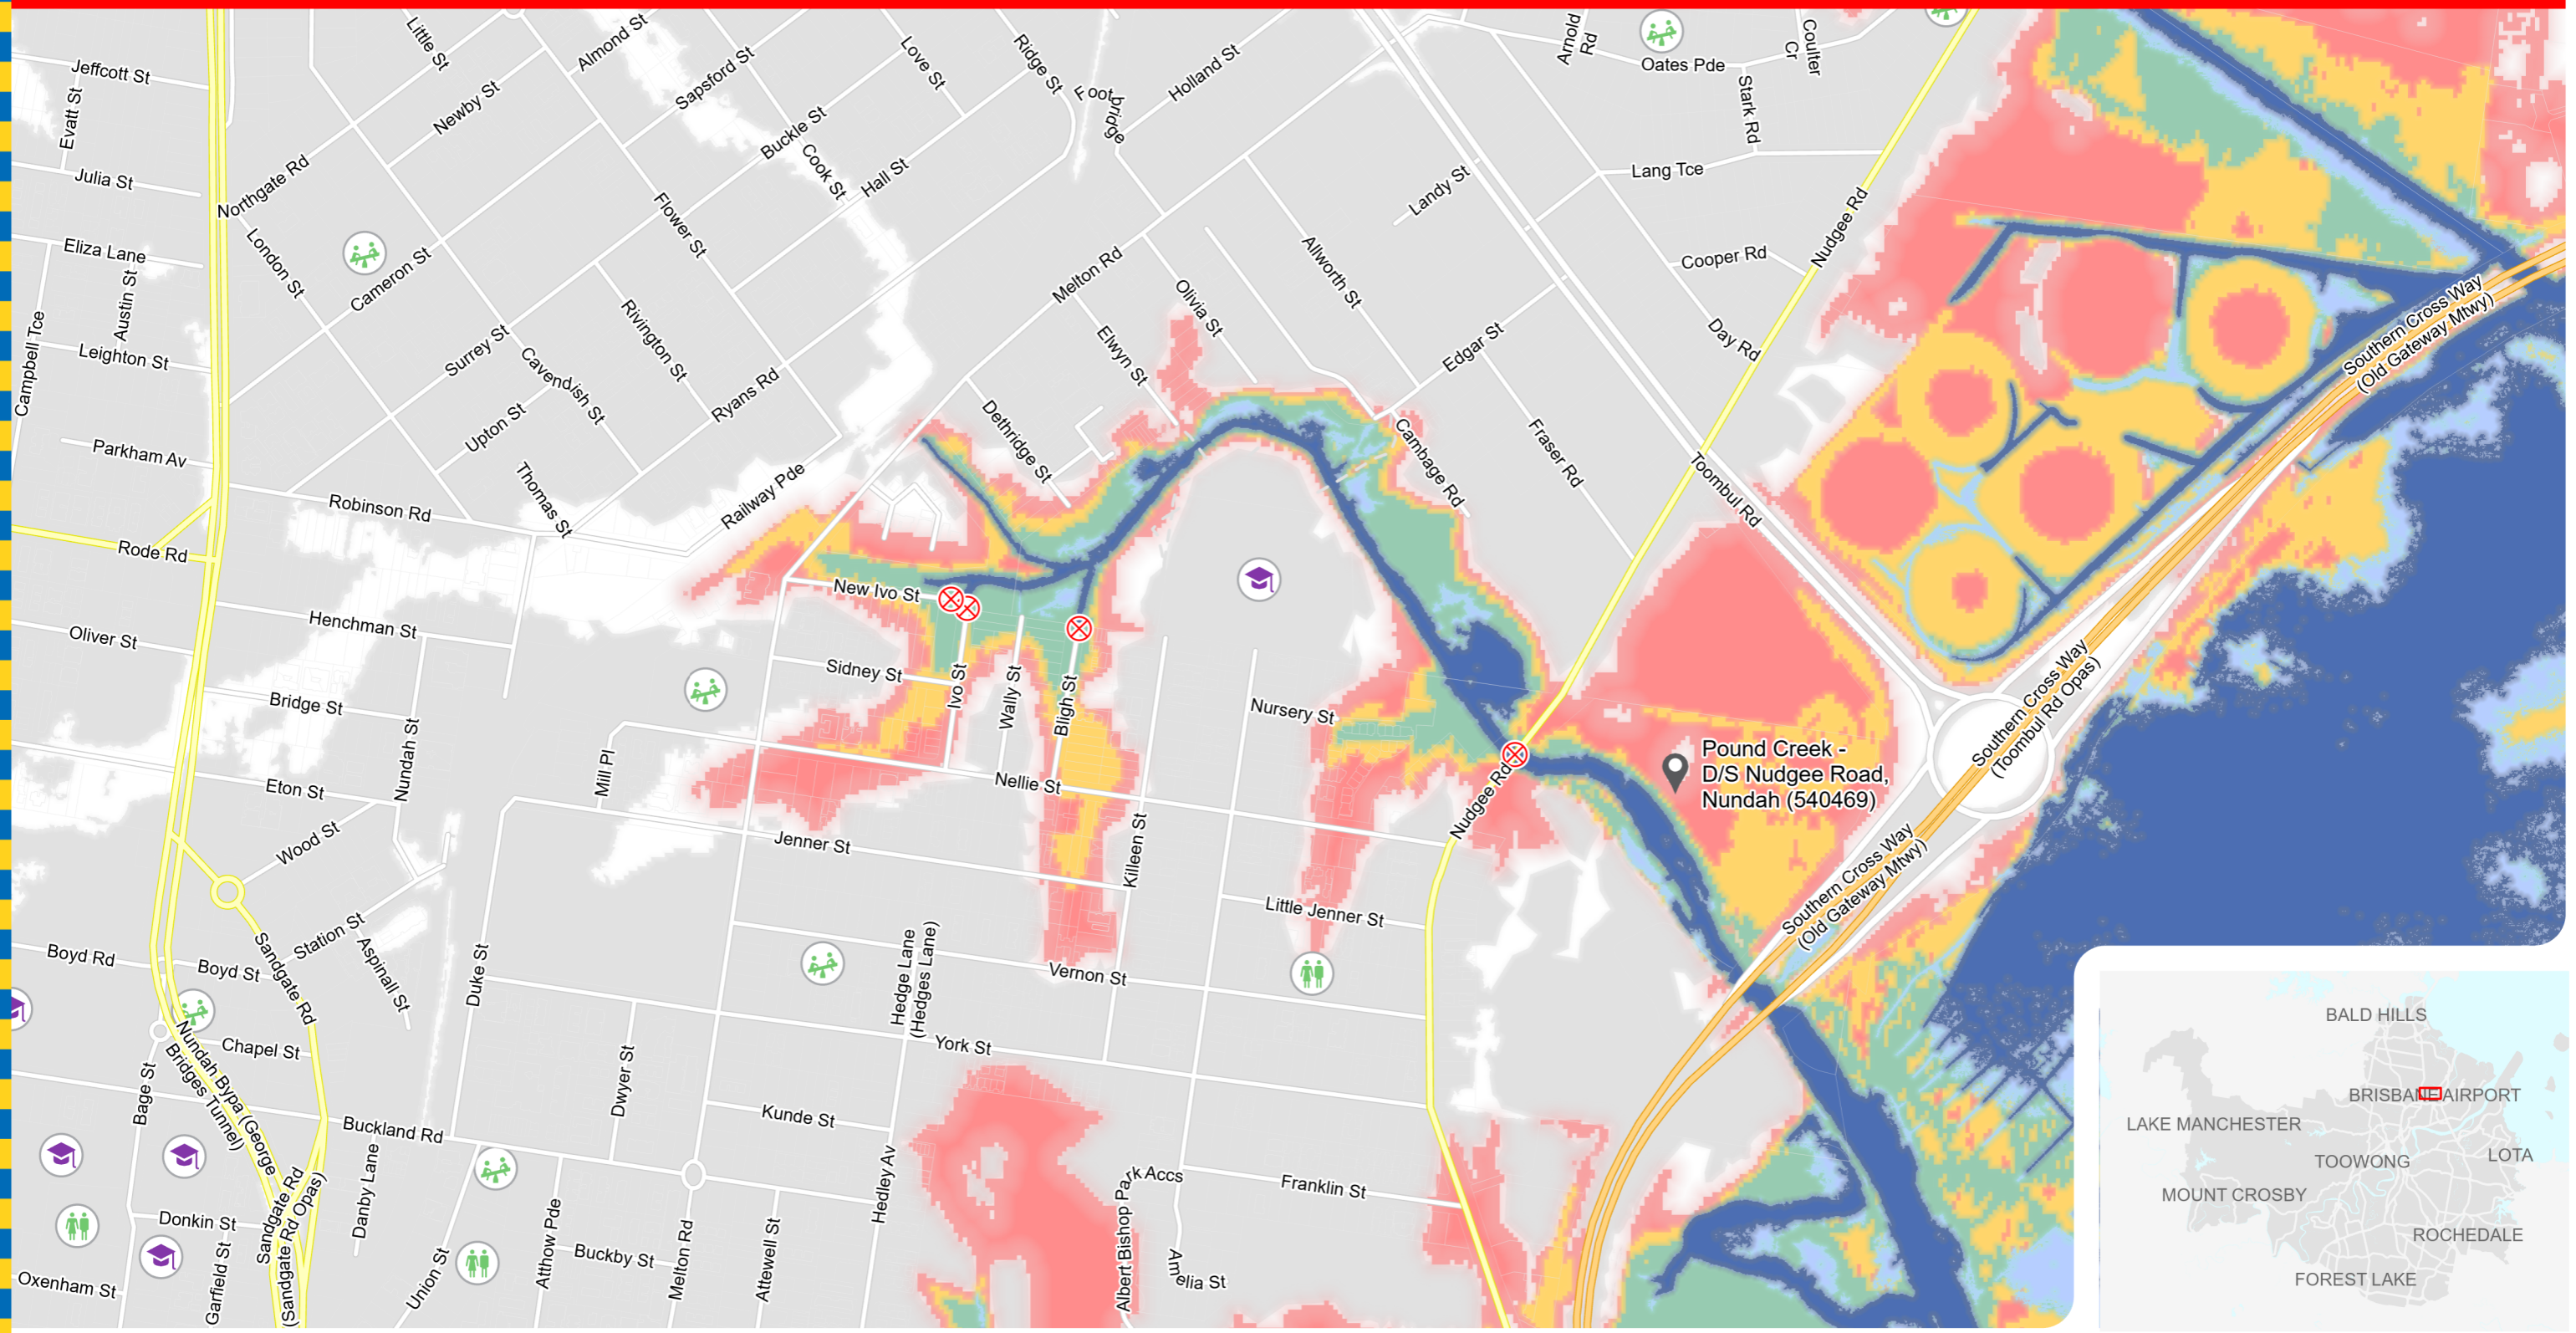 Little St
Almond St
Love St
Ridge St
Foot
bridge
Holland St
Arnold
Rd
Coulter
Cr
Oates Pde
Jeffcott St
Evatt St
Newby St
Sapsford St
Buckle St
Stark Rd
Julia St
Northgate Rd
Cook St
Hall St
Landy St
Lang Tce
Nudgee Rd
Flower St
Eliza Lane
London St
Cameron St
Austin St
Melton Rd
Olivia St
Allworth St
Cooper Rd
Campbell Tce
Leighton St
Surrey St
Rivington St
Cavendish St
Elwyn St
Edgar St
Day Rd
Southern Cross Way
(Old Gateway Mtwy)
Upton St
Ryans Rd
Dethridge St
Cambage Rd
Fraser Rd
Parkham Av
Thomas St
Railway Pde
Toombul Rd
Robinson Rd
Rode Rd
New Ivo St
Henchman St
Oliver St
Sidney St
Ivo St
Wally St
Bligh St
Nursery St
Bridge St
Nundah St
Southern Cross Way
(Toombul Rd Opas)
Pound Creek -
D/S Nudgee Road,
Nundah (540469)
Mill Pl
Eton St
Nellie St
Nudgee Rd
Wood St
Jenner St
Killeen St
Southern Cross Way
(Old Gateway Mtwy)
Little Jenner St
Station St
Sandgate Rd
Aspinall St
Boyd Rd
Boyd St
Duke St
Hedge Lane
(Hedges Lane)
Vernon St
York St
Nundah Bypa (George
Bridges Tunnel)
Chapel St
Bage St
Dwyer St
Kunde St
Buckland Rd
Danby Lane
Hedley Av
Albert Bishop Park Accs
Franklin St
Donkin St
Sandgate Rd
(Sandgate Rd Opas)
Garfield St
Union St
Atthow Pde
Buckby St
Melton Rd
Attewell St
Amelia St
Oxenham St
BALD HILLS
BRISBANE AIRPORT
LAKE MANCHESTER
TOOWONG
LOTA
MOUNT CROSBY
ROCHEDALE
FOREST LAKE